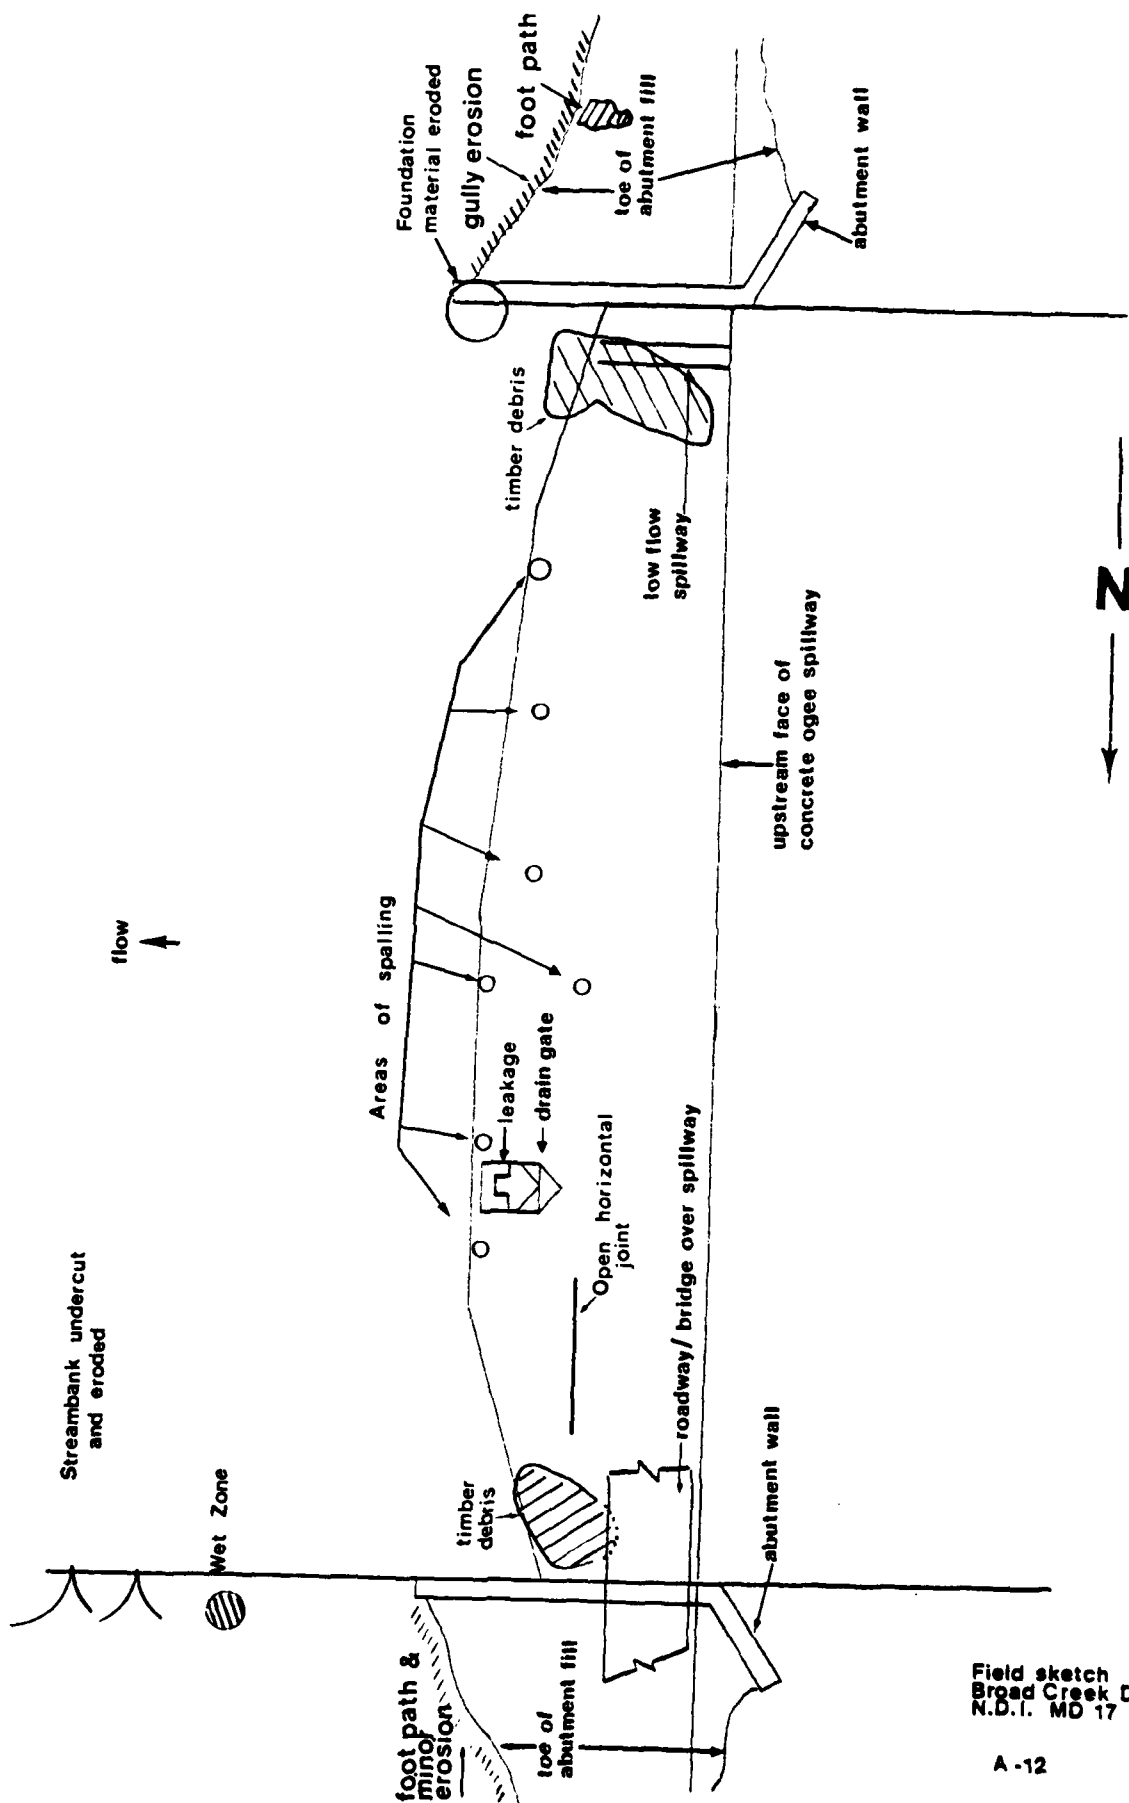 Foundation
material eroded
gully erosion
foot path
toe of
abutment fill
abutment wall
timber debris
low flow
spillway
flow
Areas of spalling
leakage
drain gate
Open horizontal
joint
upstream face of
concrete ogee spillway
N
roadway/bridge over spillway
Streambank undercut
and eroded
Wet Zone
timber
debris
abutment wall
foot path &
minor
erosion
toe of
abutment fill
Field sketch
Broad Creek D
N.D.I. MD 17
A-12